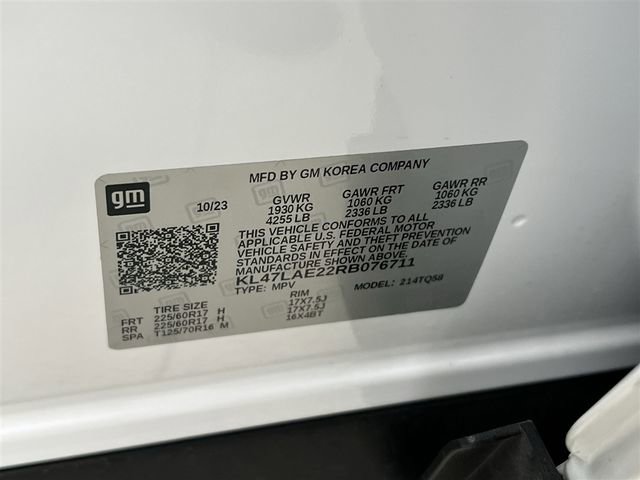 gm
MFD BY GM KOREA COMPANY
10/23 GVWR GAWR FRT GAWR RR
1930 KG 1060 KG 1060 KG
4255 LB 2336 LB 2336 LB
THIS VEHICLE CONFORMS TO ALL
APPLICABLE U.S. FEDERAL MOTOR
VEHICLE SAFETY AND THEFT PREVENTION
STANDARDS IN EFFECT ON THE DATE OF
MANUFACTURE SHOWN ABOVE.
KL47LAE22RB076711
TYPE: MPV MODEL: 214TQ58
TIRE SIZE RIM
FRT 225/60R17 H 17X7.5J
RR 225/60R17 H 17X7.5J
SPA T125/70R16 M 16X4BT